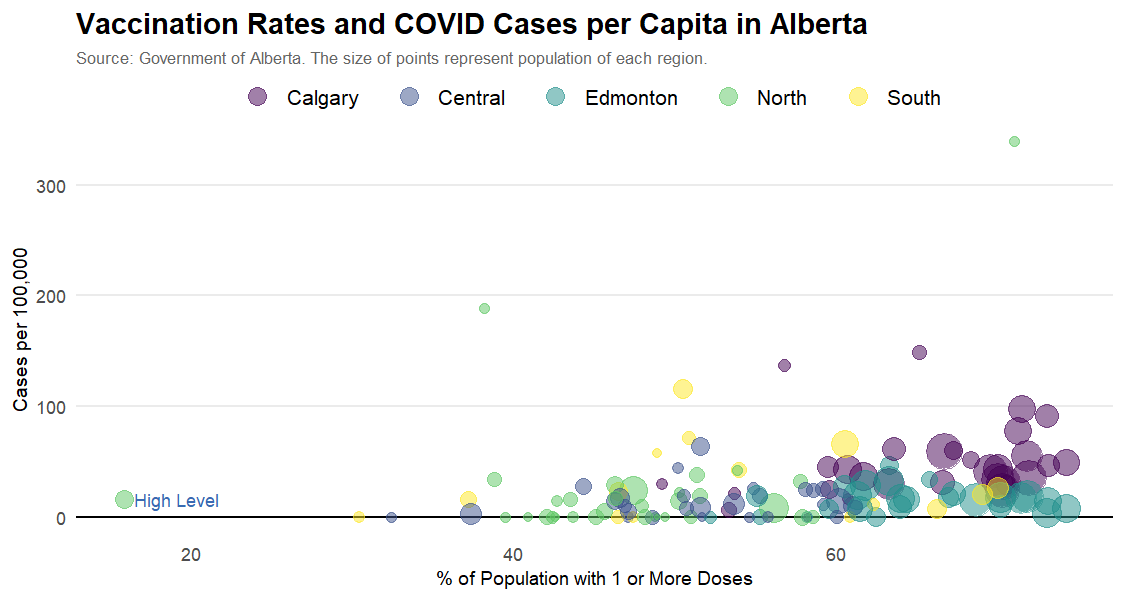 Vaccination Rates and COVID Cases per Capita in Alberta
Source: Government of Alberta. The size of points represent population of each region.
Calgary Central Edmonton North South
300
200
100
0
Cases per 100,000
High Level
20 40 60
% of Population with 1 or More Doses